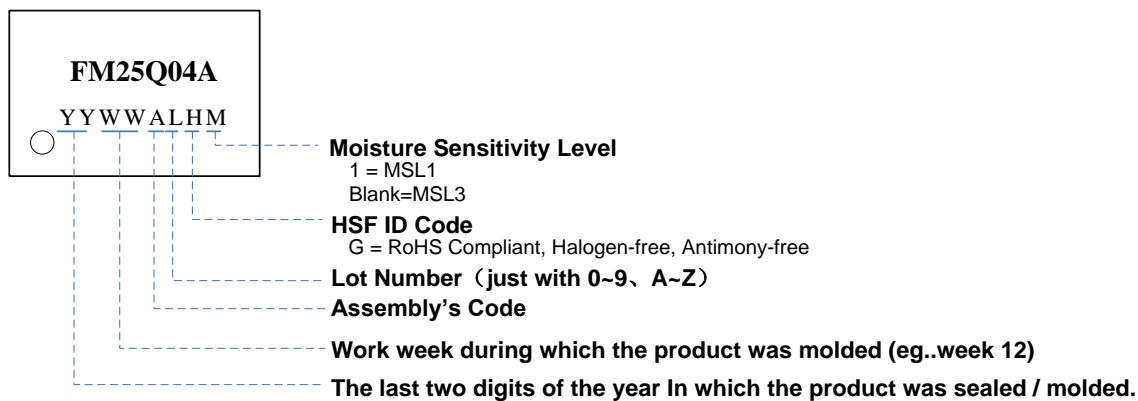 FM25Q04A
YYWWALHM
Moisture Sensitivity Level
1 = MSL1
Blank=MSL3
HSF ID Code
G = RoHS Compliant, Halogen-free, Antimony-free
Lot Number（just with 0~9、A~Z）
Assembly’s Code
Work week during which the product was molded (eg..week 12)
The last two digits of the year In which the product was sealed / molded.